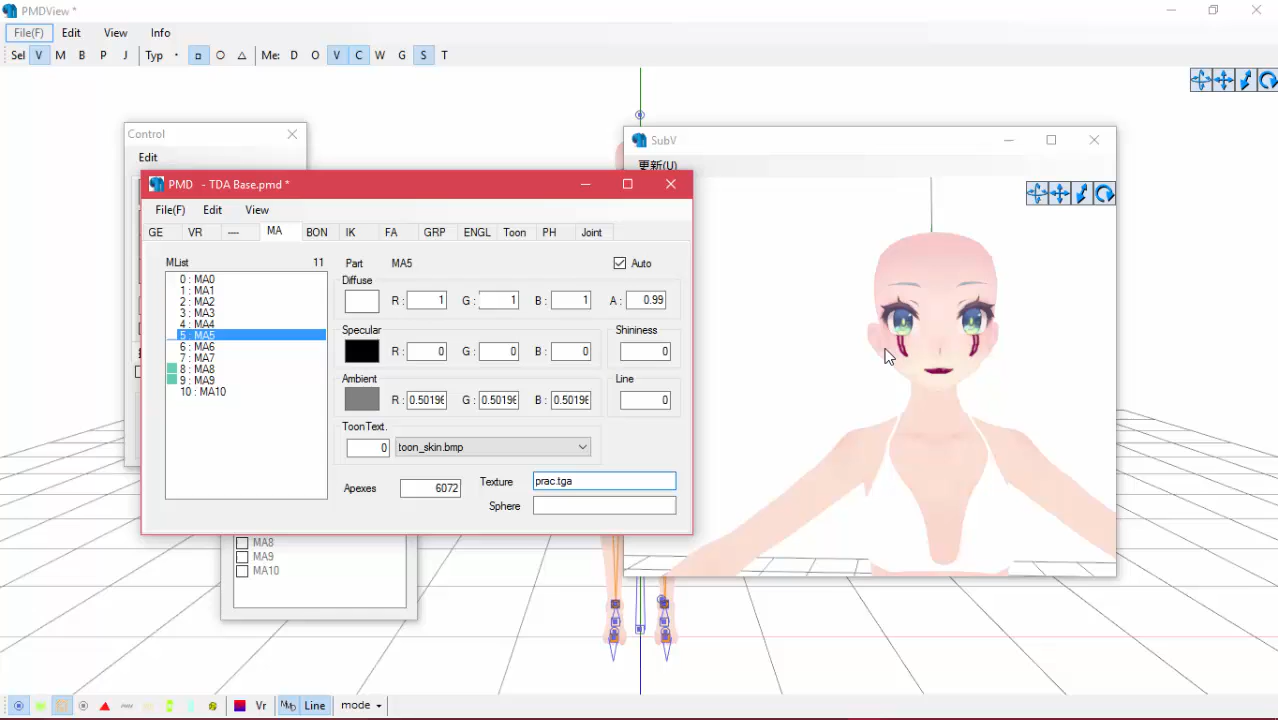 PMDView *
File(F) Edit View Info
Sel V M B P J Typ Me: D O V C W G S T
Control
Edit
SubV
更新(U)
PMD - TDA Base.pmd *
File(F) Edit View
GE VR --- MA BON IK FA GRP ENGL Toon PH Joint
MList 11
0 : MA0
1 : MA1
2 : MA2
3 : MA3
4 : MA4
5 : MA5
6 : MA6
7 : MA7
8 : MA8
9 : MA9
10 : MA10
Part MA5 Auto
Diffuse
R : 1 G : 1 B : 1 A : 0.99
Specular Shininess
R : 0 G : 0 B : 0 0
Ambient Line
R : 0.50196 G : 0.50196 B : 0.50196 0
ToonText.
0 toon_skin.bmp
Apexes 6072 Texture prac.tga
Sphere
MA8
MA9
MA10
Vr Line mode